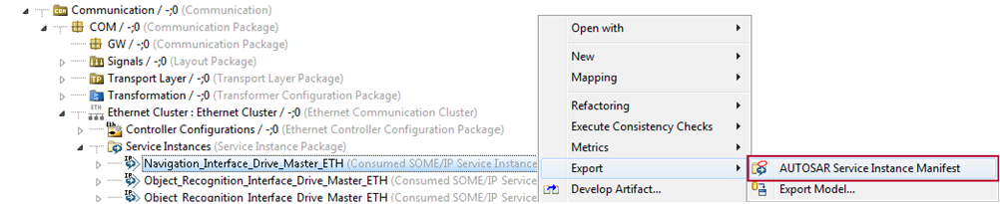 Communication / -;0 (Communication)
COM / -;0 (Communication Package)
GW / -;0 (Communication Package)
Signals / -;0 (Layout Package)
Transport Layer / -;0 (Transport Layer Package)
Transformation / -;0 (Transformer Configuration Package)
Ethernet Cluster : Ethernet Cluster / -;0 (Ethernet Communication Cluster)
Controller Configurations / -;0 (Ethernet Controller Configuration Package)
Service Instances (Service Instance Package)
Navigation_Interface_Drive_Master_ETH (Consumed SOME/IP Service Instance
Object_Recognition_Interface_Drive_Master_ETH (Consumed SOME/IP Serv
Object_Recognition_Interface_Drive_Master_ETH (Consumed SOME/IP Serv
Open with
New
Mapping
Refactoring
Execute Consistency Checks
Metrics
Export
Develop Artifact...
AUTOSAR Service Instance Manifest
Export Model...